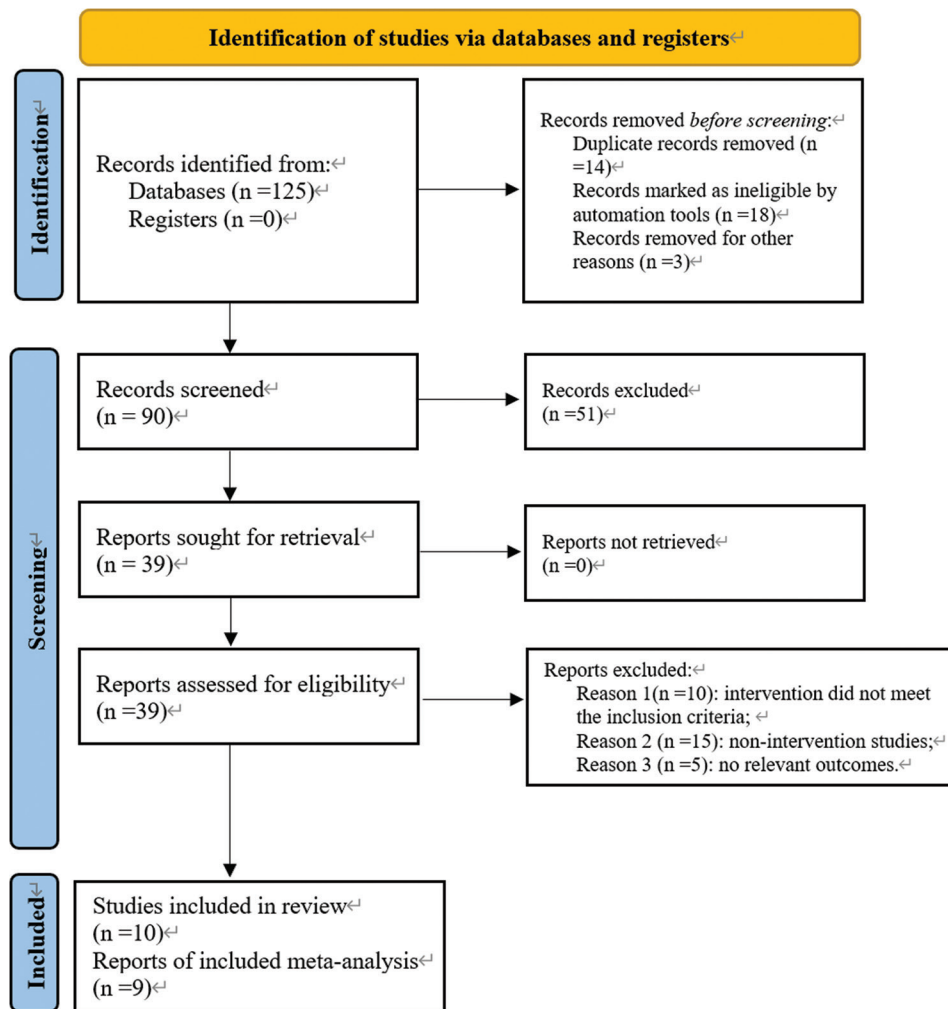 Identification of studies via databases and registers↵
Identification↵
Records identified from:↵
Databases (n =125)↵
Registers (n =0)↵
Records removed before screening:↵
Duplicate records removed (n
=14)↵
Records marked as ineligible by
automation tools (n =18)↵
Records removed for other
reasons (n =3)↵
Screening↵
Records screened↵
(n = 90)↵
Records excluded↵
(n =51)↵
Reports sought for retrieval↵
(n = 39)↵
Reports not retrieved↵
(n =0)↵
Reports assessed for eligibility↵
(n =39)↵
Reports excluded:↵
Reason 1(n =10): intervention did not meet
the inclusion criteria; ↵
Reason 2 (n =15): non-intervention studies;↵
Reason 3 (n =5): no relevant outcomes.↵
Included↵
Studies included in review↵
(n =10)↵
Reports of included meta-analysis↵
(n =9)↵